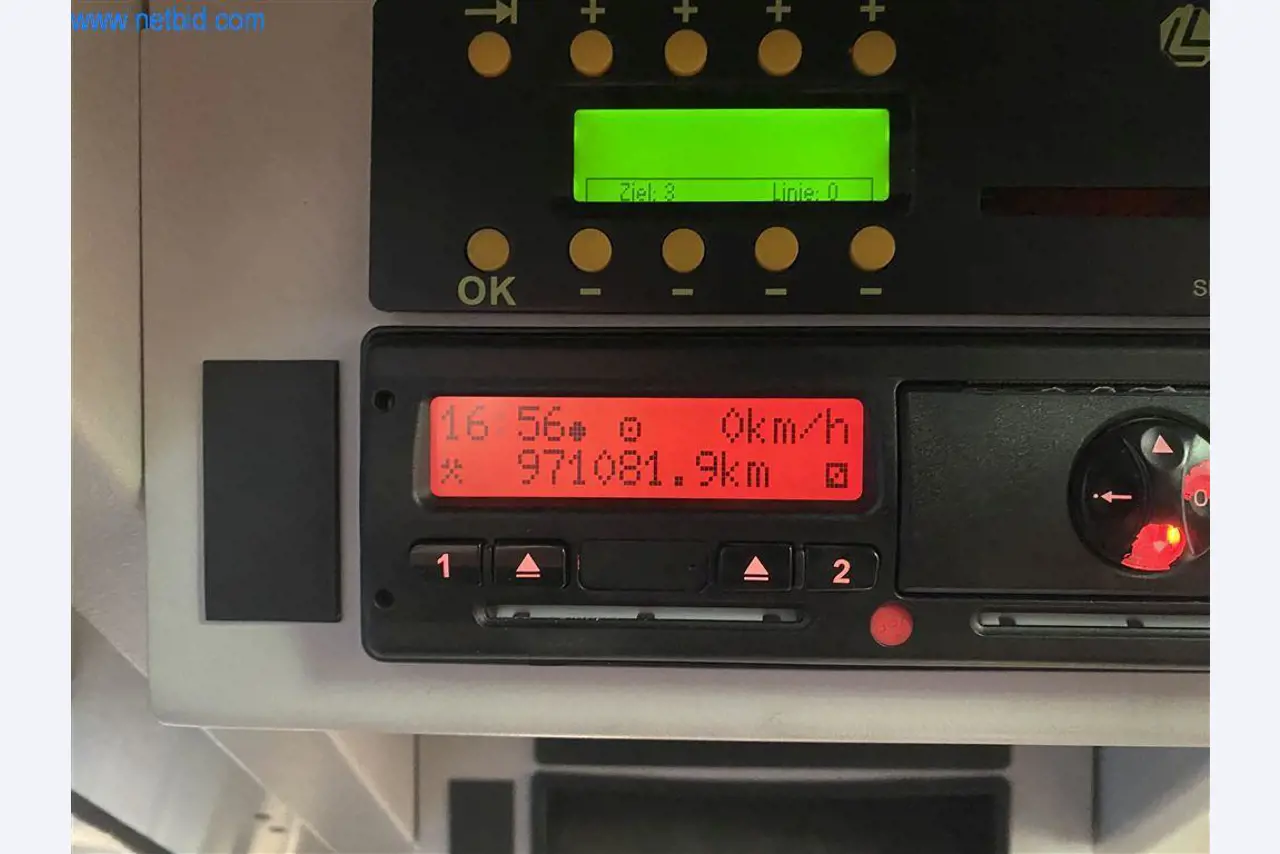 www.netbid.com
+ + + +
Ziel: 3 Linie: 0
OK - - - -
16:56 0km/h
971081.9km
1 2